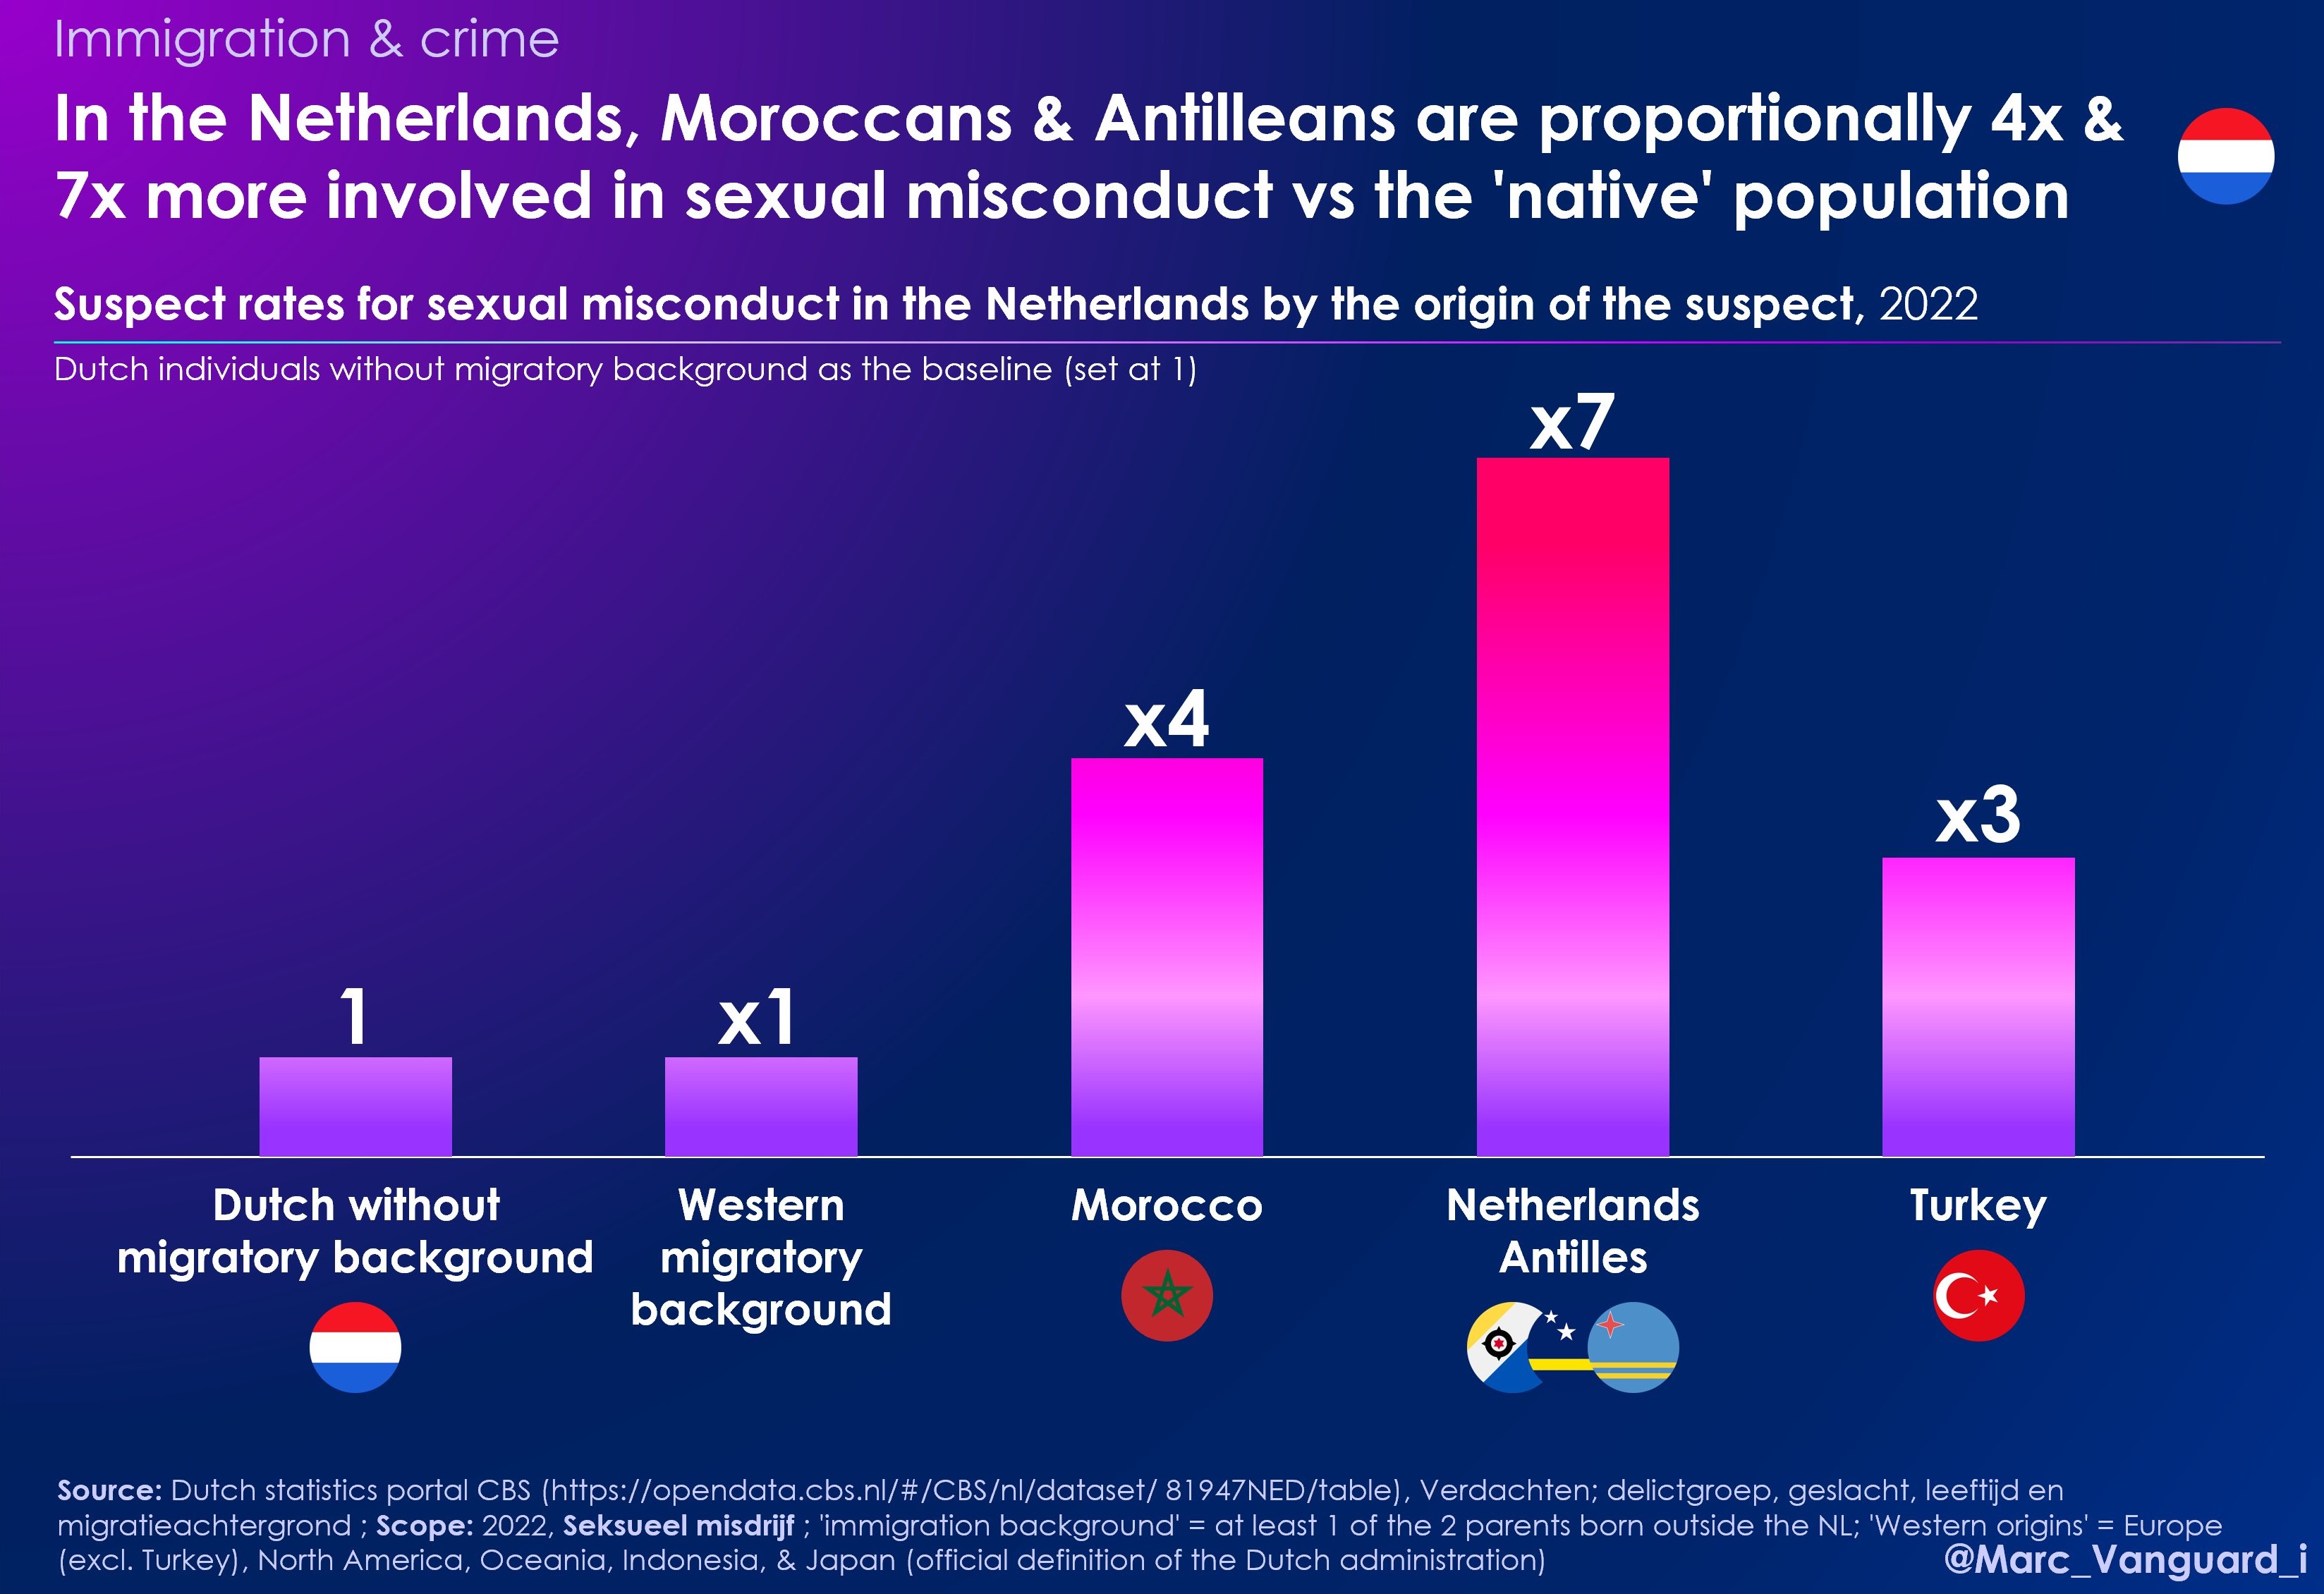 Immigration & crime
In the Netherlands, Moroccans & Antilleans are proportionally 4x &
7x more involved in sexual misconduct vs the 'native' population
Suspect rates for sexual misconduct in the Netherlands by the origin of the suspect, 2022
Dutch individuals without migratory background as the baseline (set at 1)
1
x1
x4
x7
x3
Dutch without
migratory background
Western
migratory
background
Morocco
Netherlands
Antilles
Turkey
Source: Dutch statistics portal CBS (https://opendata.cbs.nl/#/CBS/nl/dataset/ 81947NED/table), Verdachten; delictgroep, geslacht, leeftijd en
migratieachtergrond ; Scope: 2022, Seksueel misdrijf ; 'immigration background' = at least 1 of the 2 parents born outside the NL; 'Western origins' = Europe
(excl. Turkey), North America, Oceania, Indonesia, & Japan (official definition of the Dutch administration)
@Marc_Vanguard_i